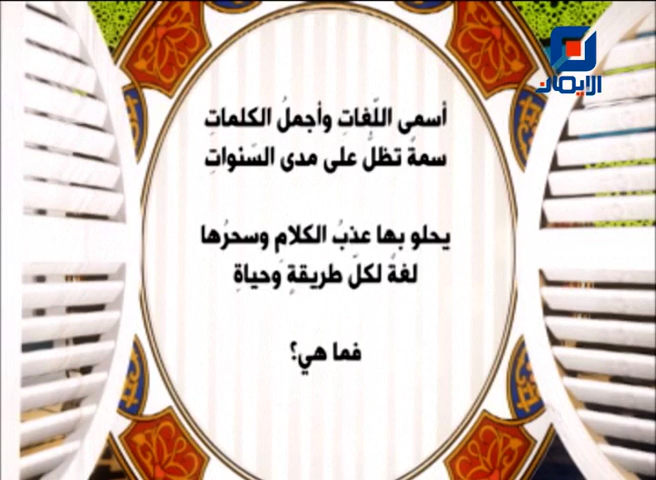 الإيمان
أسمى اللّغاتِ وأجملُ الكلماتِ
سمةٌ تظلُّ على مدى السّنواتِ
يحلو بها عذبُ الكلامِ وسحرُها
لغةٌ لكلّ طريقةٍ وَحياةِ
فما هي؟